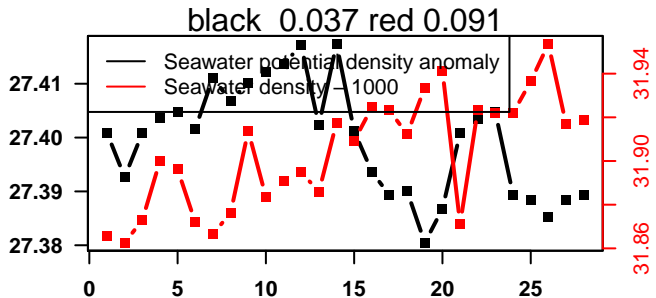 black 0.037 red 0.091
Seawater potential density anomaly
Seawater density - 1000
27.41
27.40
27.39
27.38
31.94
31.90
31.86
0 5 10 15 20 25